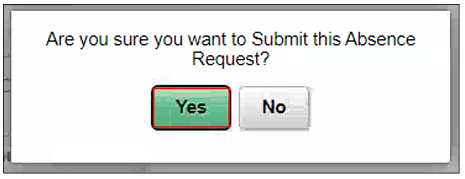 Are you sure you want to Submit this Absence
Request?
Yes No